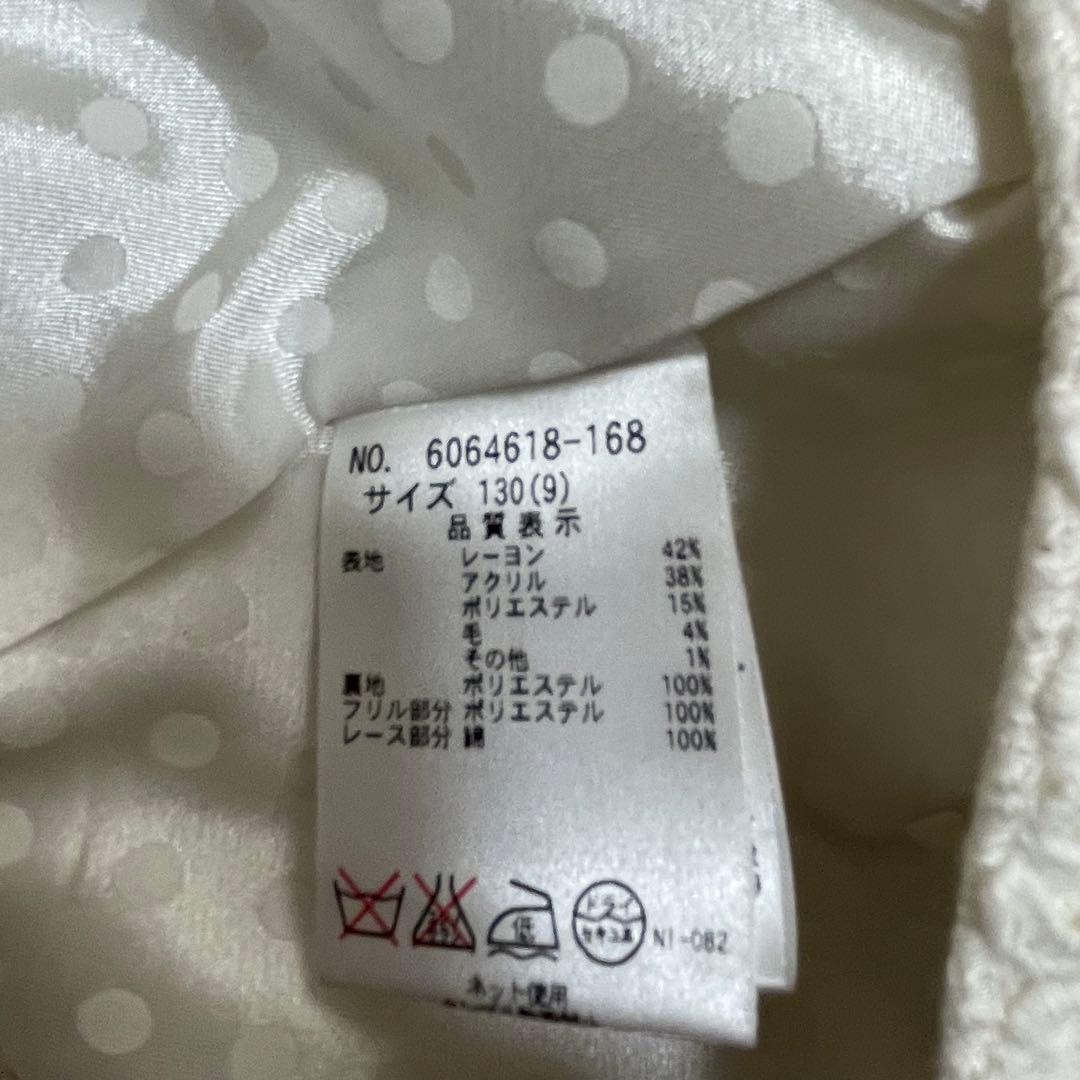 NO. 6064618-168
サイズ 130(9)
品質表示
表地 レーヨン 42%
アクリル 38%
ポリエステル 15%
毛 4%
その他 1%
裏地 ポリエステル 100%
フリル部分 ポリエステル 100%
レース部分 綿 100%
低 ドライ セキユ系 NI-082
ネット使用